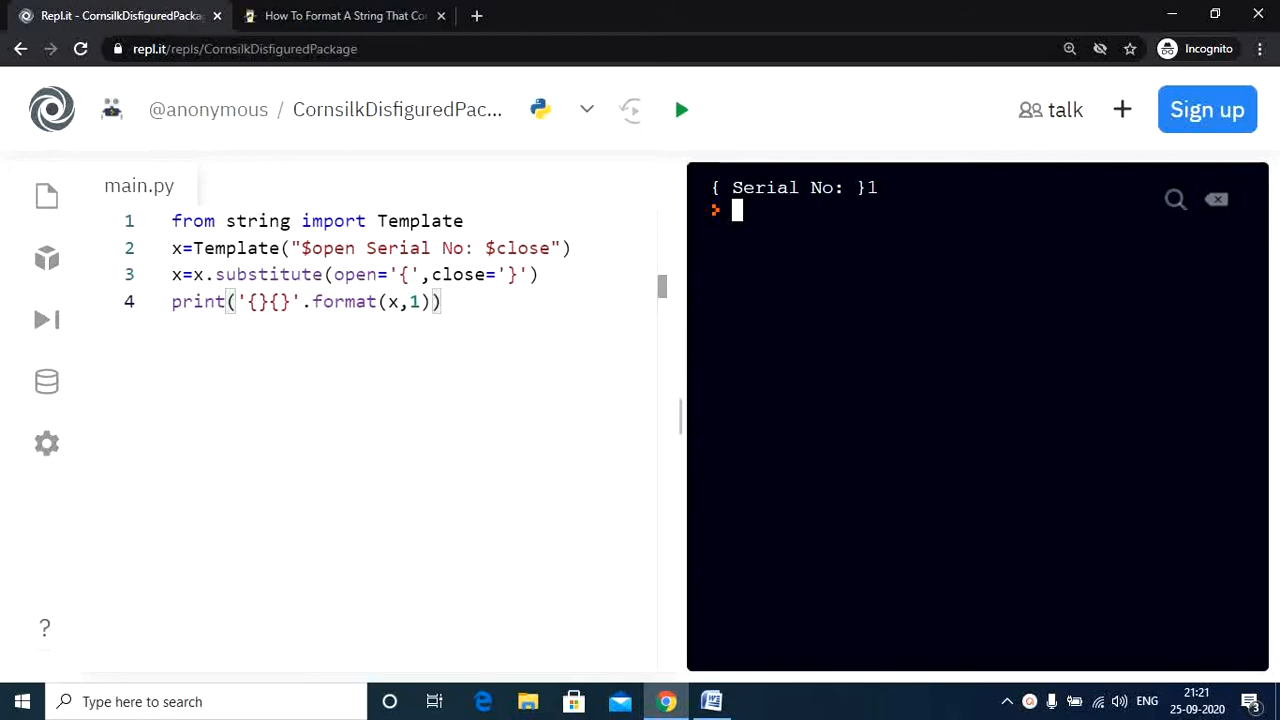 Repl.it - CornsilkDisfiguredPacka
How To Format A String That Co
repl.it/repls/CornsilkDisfiguredPackage
Incognito
@anonymous / CornsilkDisfiguredPac...
talk
Sign up
main.py
1 from string import Template
2 x=Template("$open Serial No: $close")
3 x=x.substitute(open='{',close='}')
4 print('{}{}'.format(x,1))
{ Serial No: }1
>
?
Type here to search
ENG
21:21
25-09-2020
3